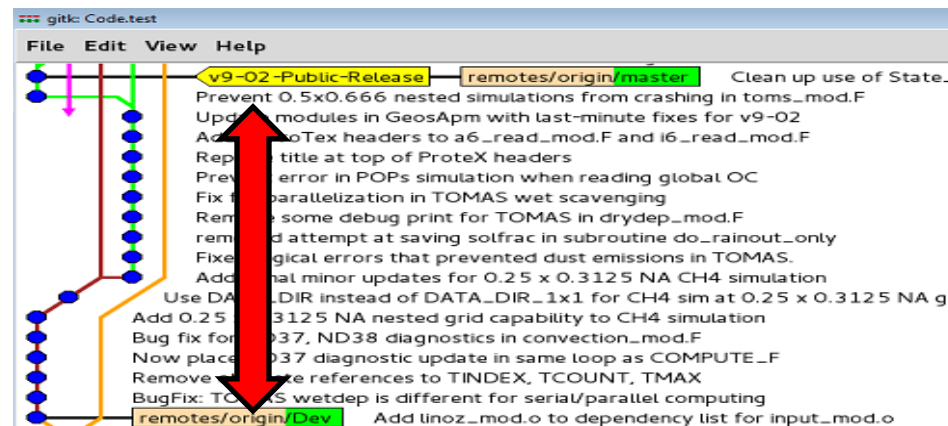 gitk: Code.test
File Edit View Help
v9-02-Public-Release remotes/origin/master Clean up use of State_
Prevent 0.5x0.666 nested simulations from crashing in toms_mod.F
modules in GeosApm with last-minute fixes for v9-02
headers to a6_read_mod.F and i6_read_mod.F
title at top of ProteX headers
error in POPs simulation when reading global OC
Fix parallelization in TOMAS wet scavenging
some debug print for TOMAS in drydep_mod.F
attempt at saving solfrac in subroutine do_rainout_only
errors that prevented dust emissions in TOMAS.
minor updates for 0.25 x 0.3125 NA CH4 simulation
Use instead of DATA_DIR_1x1 for CH4 sim at 0.25 x 0.3125 NA g
Add 0.25 3125 NA nested grid capability to CH4 simulation
Bug fix for ND38 diagnostics in convection_mod.F
Now place diagnostic update in same loop as COMPUTE_F
Remove references to TINDEX, TCOUNT, TMAX
BugFix: wetdep is different for serial/parallel computing
remotes/origin/Dev Add linoz_mod.o to dependency list for input_mod.o